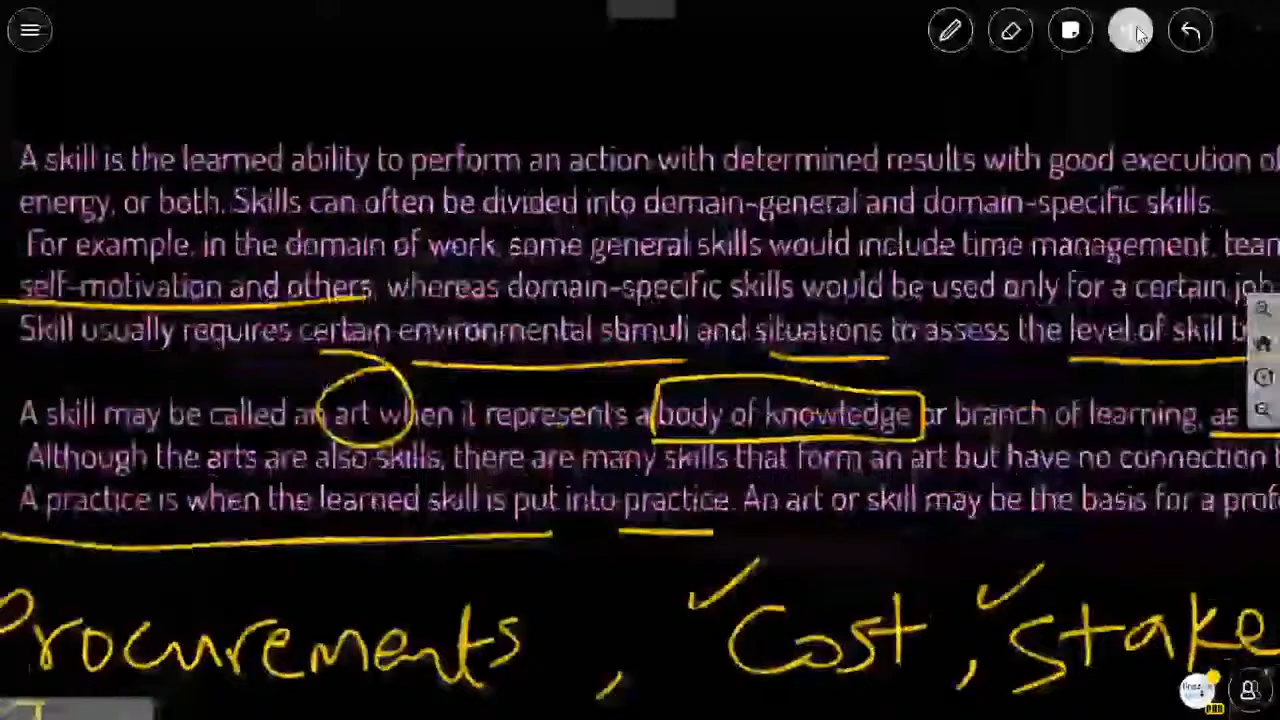 A skill is the learned ability to perform an action with determined results with good execution of
energy, or both. Skills can often be divided into domain-general and domain-specific skills.
For example, in the domain of work, some general skills would include time management, team
self-motivation and others, whereas domain-specific skills would be used only for a certain job
Skill usually requires certain environmental stimuli and situations to assess the level of skill b
A skill may be called an art when it represents a body of knowledge or branch of learning, as
Although the arts are also skills, there are many skills that form an art but have no connection t
A practice is when the learned skill is put into practice. An art or skill may be the basis for a prof
Procurements, Cost, Stake